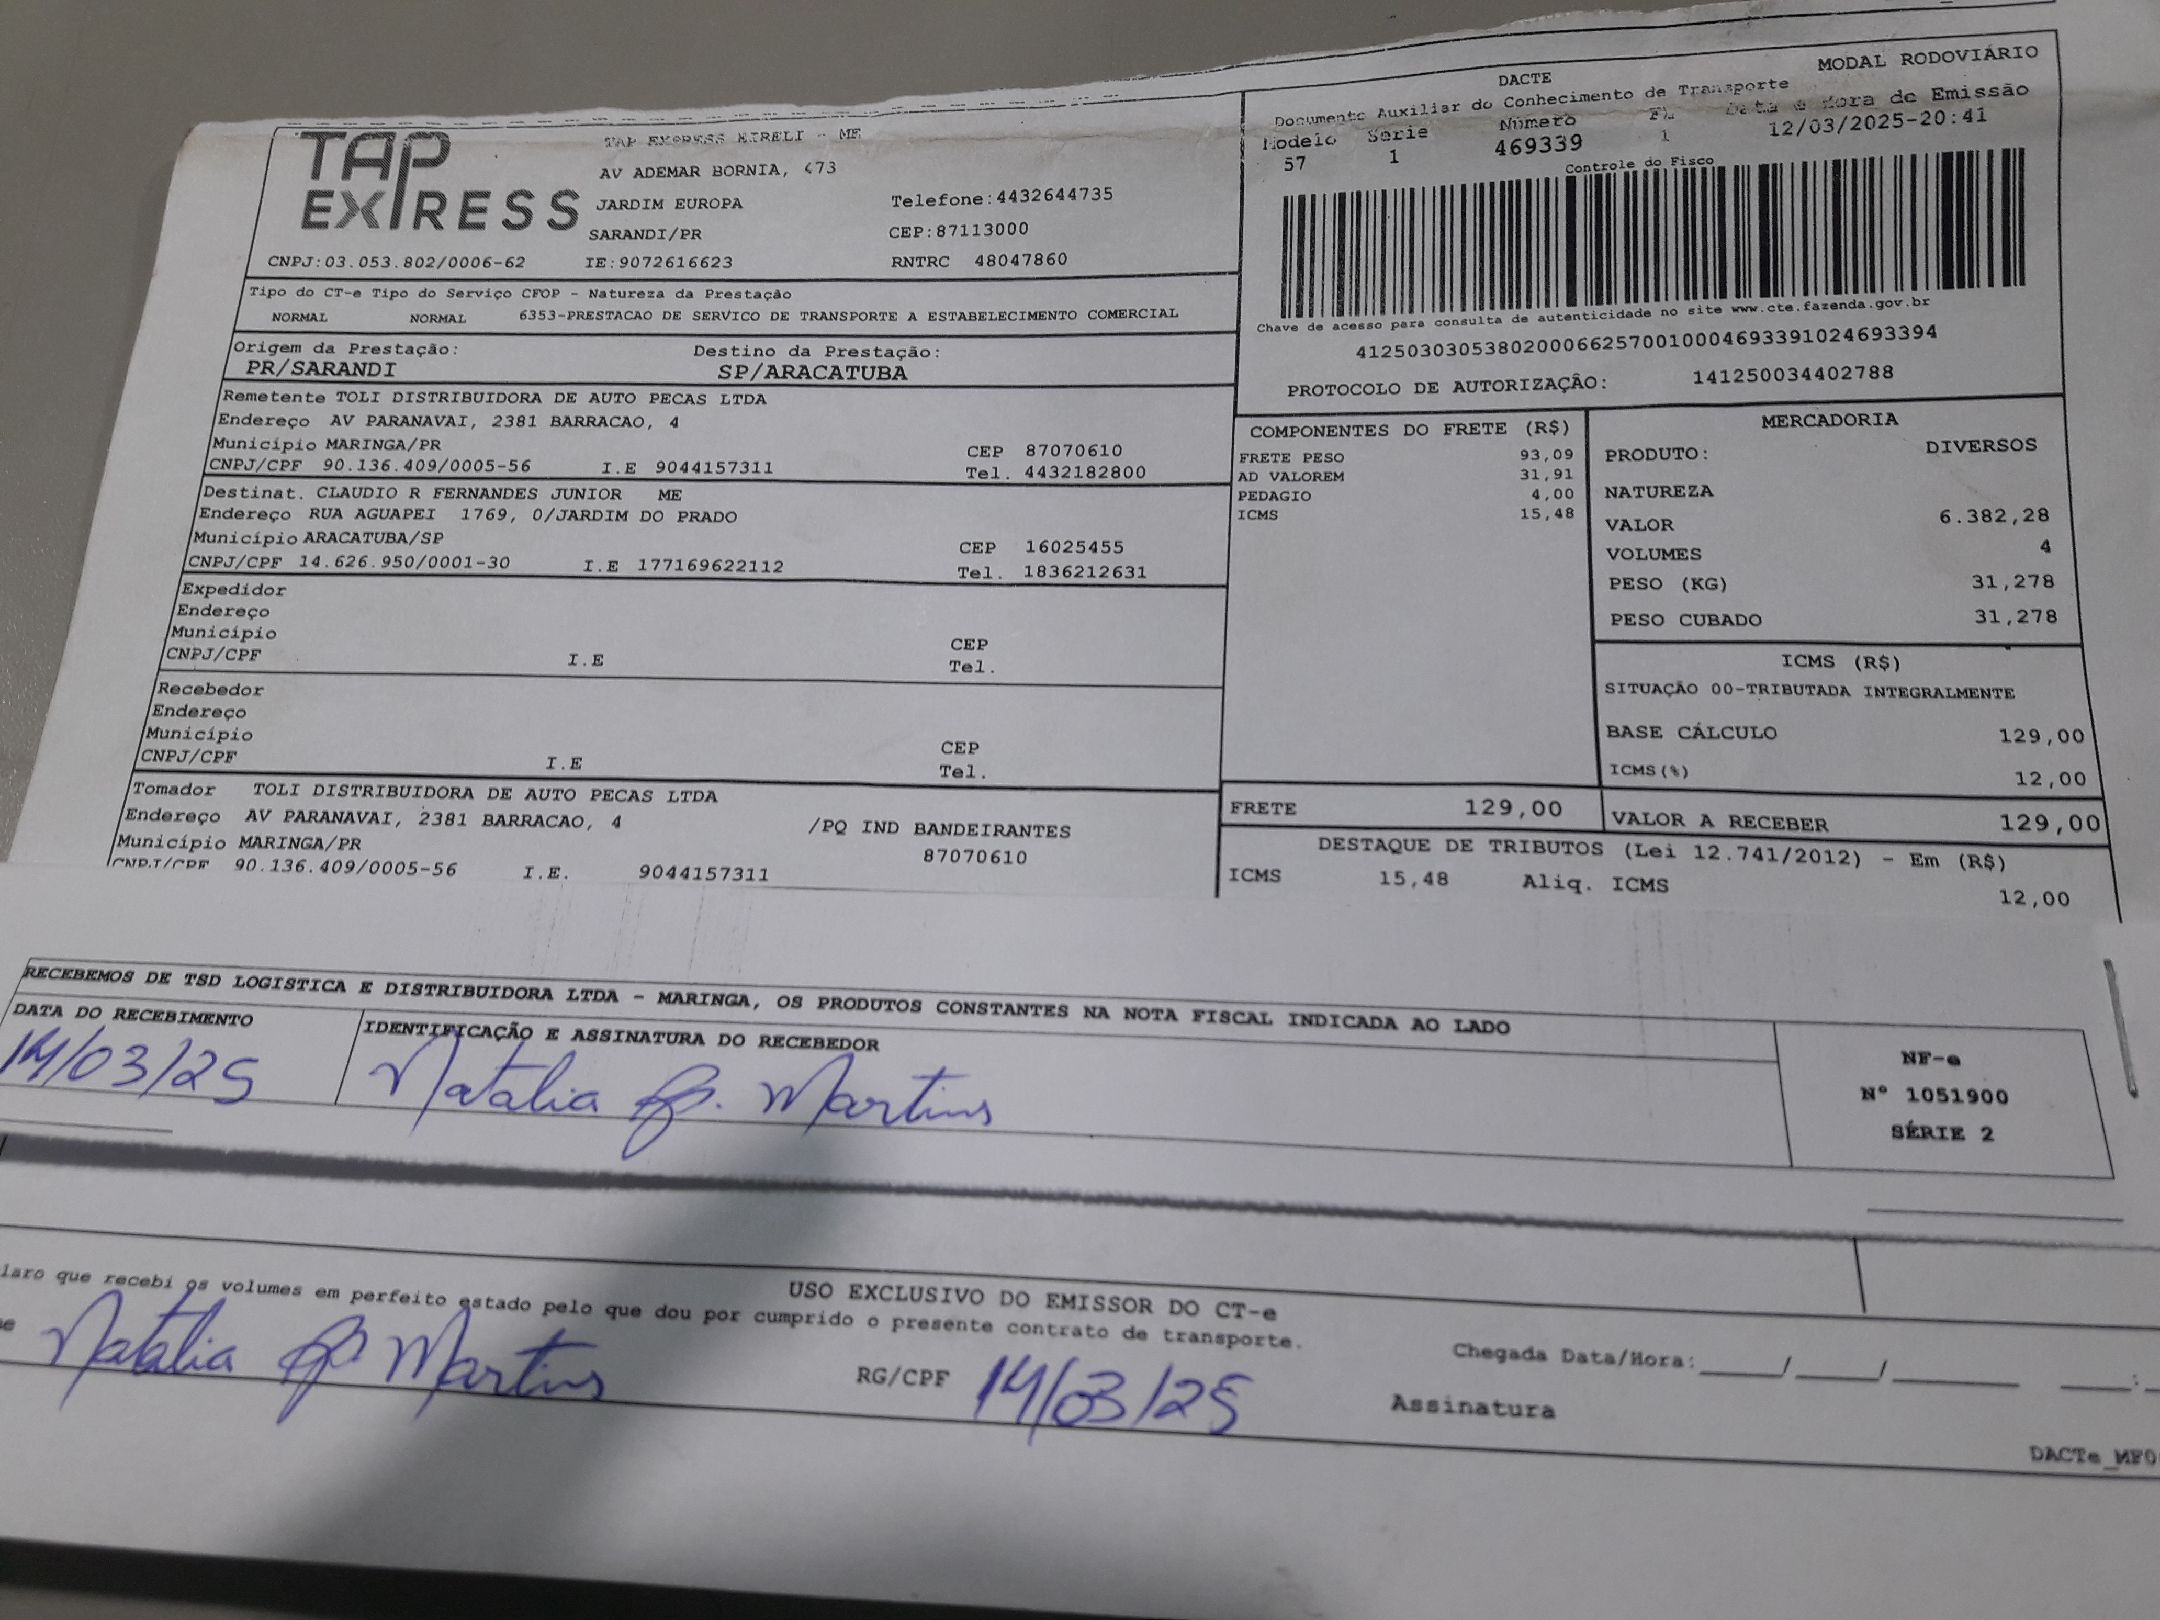 TAP EXPRESS
TAP EXPRESS EIRELI - ME
AV ADEMAR BORNIA, 673
JARDIM EUROPA Telefone:4432644735
SARANDI/PR CEP:87113000
CNPJ:03.053.802/0006-62 IE:9072616623 RNTRC 48047860
Tipo do CT-e Tipo do Serviço CFOP - Natureza da Prestação
NORMAL NORMAL 6353-PRESTACAO DE SERVICO DE TRANSPORTE A ESTABELECIMENTO COMERCIAL
Origem da Prestação: Destino da Prestação:
PR/SARANDI SP/ARACATUBA
Remetente TOLI DISTRIBUIDORA DE AUTO PECAS LTDA
Endereço AV PARANAVAI, 2381 BARRACAO, 4
Município MARINGA/PR CEP 87070610
CNPJ/CPF 90.136.409/0005-56 I.E 9044157311 Tel. 4432182800
Destinat. CLAUDIO R FERNANDES JUNIOR ME
Endereço RUA AGUAPEI 1769, 0/JARDIM DO PRADO
Município ARACATUBA/SP CEP 16025455
CNPJ/CPF 14.626.950/0001-30 I.E 177169622112 Tel. 1836212631
Expedidor
Endereço
Município CEP
CNPJ/CPF I.E Tel.
Recebedor
Endereço
Município CEP
CNPJ/CPF I.E Tel.
Tomador TOLI DISTRIBUIDORA DE AUTO PECAS LTDA
Endereço AV PARANAVAI, 2381 BARRACAO, 4 /PQ IND BANDEIRANTES
Município MARINGA/PR 87070610
CNPJ/CPF 90.136.409/0005-56 I.E. 9044157311
DACTE MODAL RODOVIÁRIO
Documento Auxiliar do Conhecimento de Transporte
Modelo Serie Número FL Data e Hora de Emissão
57 1 469339 1 12/03/2025-20:41
Controle do Fisco
Chave de acesso para consulta de autenticidade no site www.cte.fazenda.gov.br
41250303053802000662570010004693391024693394
PROTOCOLO DE AUTORIZAÇÃO: 141250034402788
COMPONENTES DO FRETE (R$)
FRETE PESO 93,09
AD VALOREM 31,91
PEDAGIO 4,00
ICMS 15,48
MERCADORIA
PRODUTO: DIVERSOS
NATUREZA
VALOR 6.382,28
VOLUMES 4
PESO (KG) 31,278
PESO CUBADO 31,278
ICMS (R$)
SITUAÇÃO 00-TRIBUTADA INTEGRALMENTE
BASE CÁLCULO 129,00
ICMS(%) 12,00
FRETE 129,00 VALOR A RECEBER 129,00
DESTAQUE DE TRIBUTOS (Lei 12.741/2012) - Em (R$)
ICMS 15,48 Aliq. ICMS 12,00
RECEBEMOS DE TSD LOGISTICA E DISTRIBUIDORA LTDA - MARINGA, OS PRODUTOS CONSTANTES NA NOTA FISCAL INDICADA AO LADO
DATA DO RECEBIMENTO IDENTIFICAÇÃO E ASSINATURA DO RECEBEDOR
14/03/25 Natalia Martins
NF-e
Nº 1051900
SÉRIE 2
USO EXCLUSIVO DO EMISSOR DO CT-e
laro que recebi os volumes em perfeito estado pelo que dou por cumprido o presente contrato de transporte.
Natalia Martins RG/CPF 14/03/25
Chegada Data/Hora:____/____/______ ____:
Assinatura
DACTe_MF0